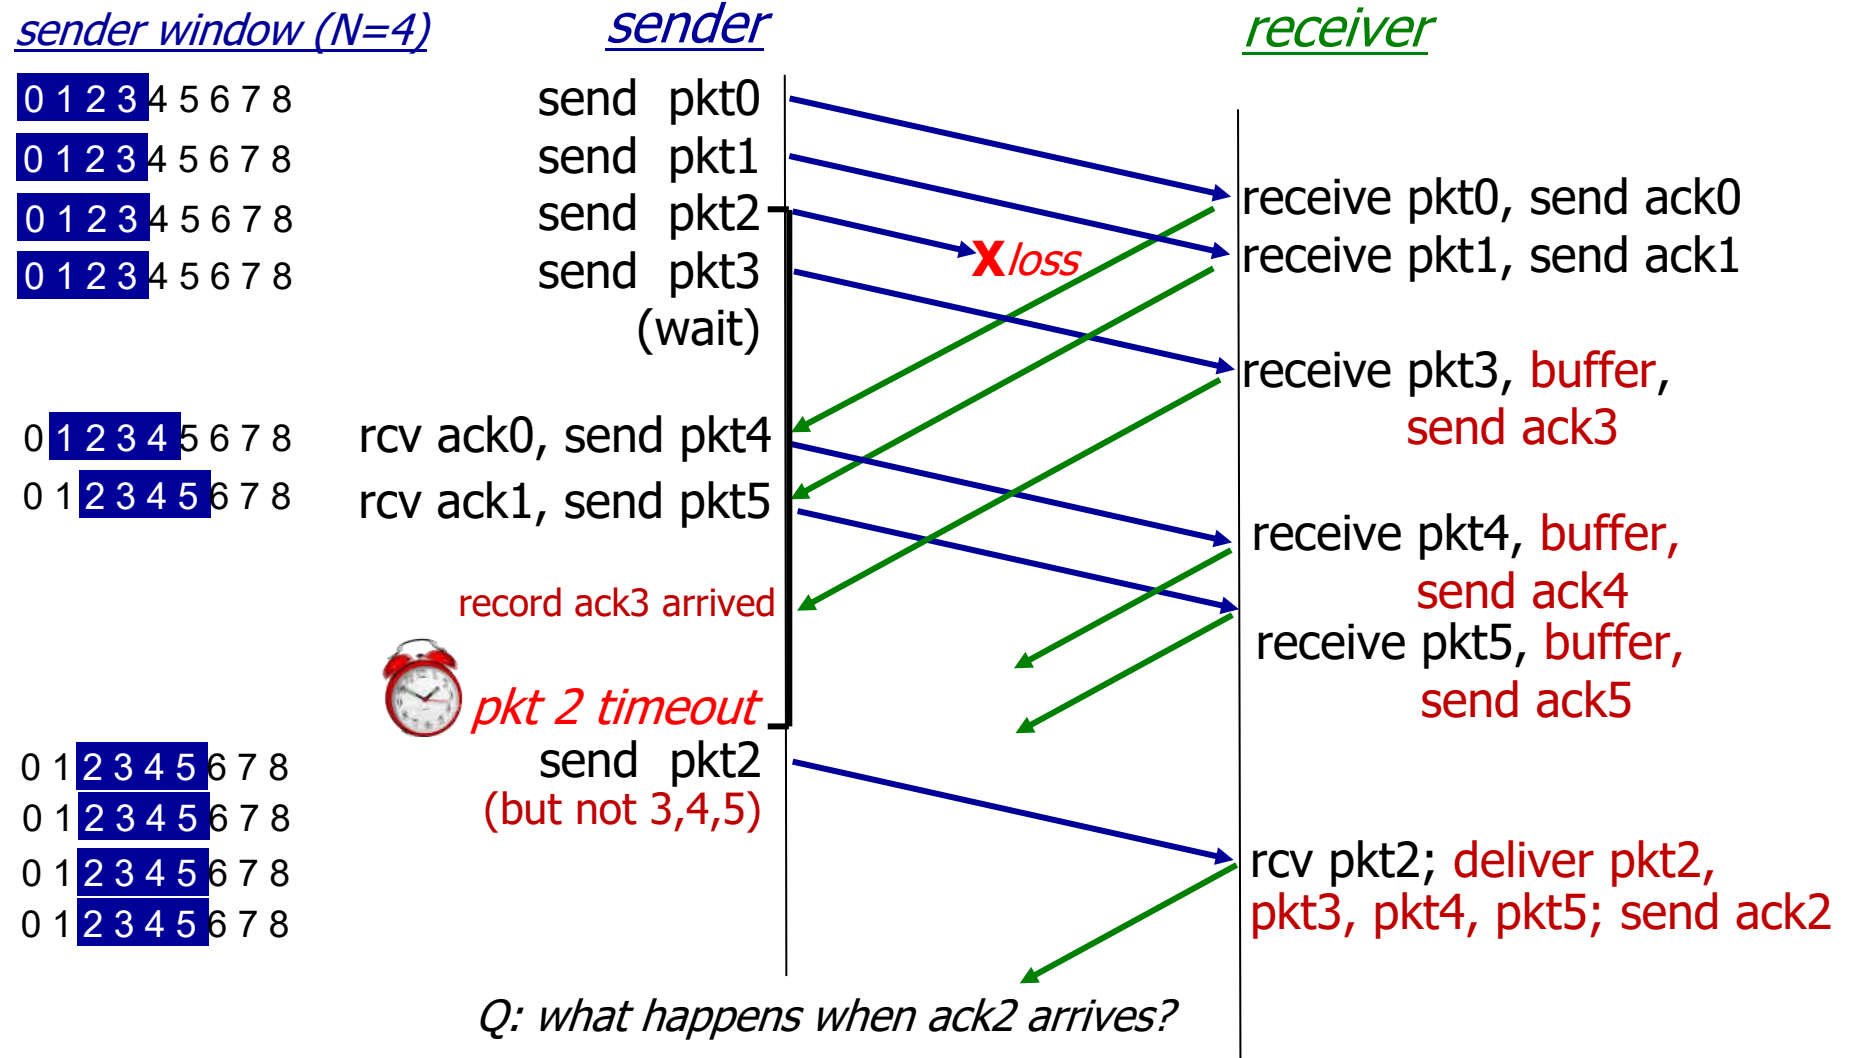 sender window (N=4)
sender
receiver
0 1 2 3 4 5 6 7 8
send pkt0
0 1 2 3 4 5 6 7 8
send pkt1
0 1 2 3 4 5 6 7 8
send pkt2
0 1 2 3 4 5 6 7 8
send pkt3
(wait)
X loss
receive pkt0, send ack0
receive pkt1, send ack1
receive pkt3, buffer,
send ack3
0 1 2 3 4 5 6 7 8
rcv ack0, send pkt4
0 1 2 3 4 5 6 7 8
rcv ack1, send pkt5
receive pkt4, buffer,
send ack4
record ack3 arrived
receive pkt5, buffer,
send ack5
pkt 2 timeout
0 1 2 3 4 5 6 7 8
send pkt2
0 1 2 3 4 5 6 7 8
(but not 3,4,5)
0 1 2 3 4 5 6 7 8
0 1 2 3 4 5 6 7 8
rcv pkt2; deliver pkt2,
pkt3, pkt4, pkt5; send ack2
Q: what happens when ack2 arrives?